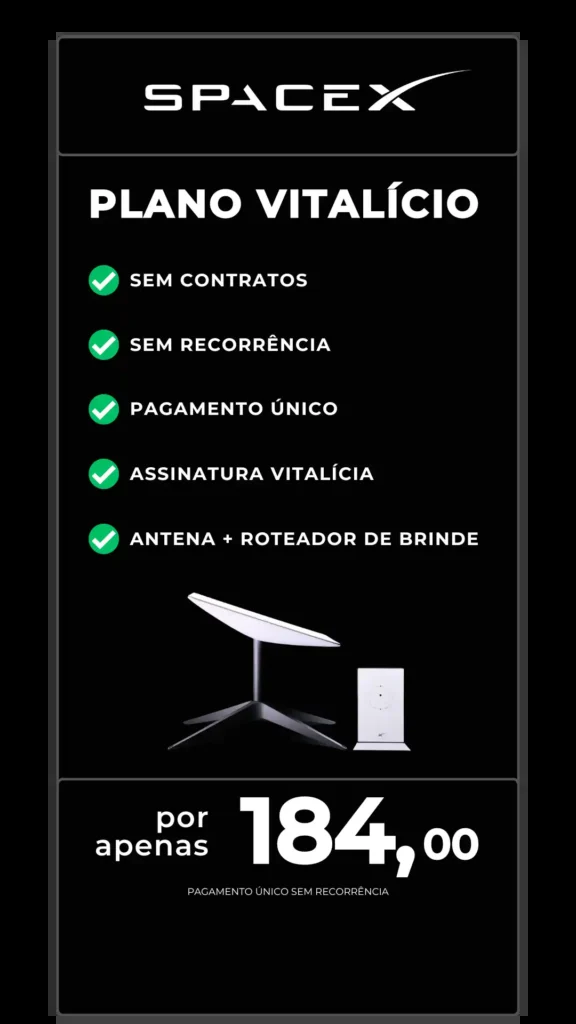 SPACEX
PLANO VITALÍCIO
SEM CONTRATOS
SEM RECORRÊNCIA
PAGAMENTO ÚNICO
ASSINATURA VITALÍCIA
ANTENA + ROTEADOR DE BRINDE
por
apenas
184,00
PAGAMENTO ÚNICO SEM RECORRÊNCIA